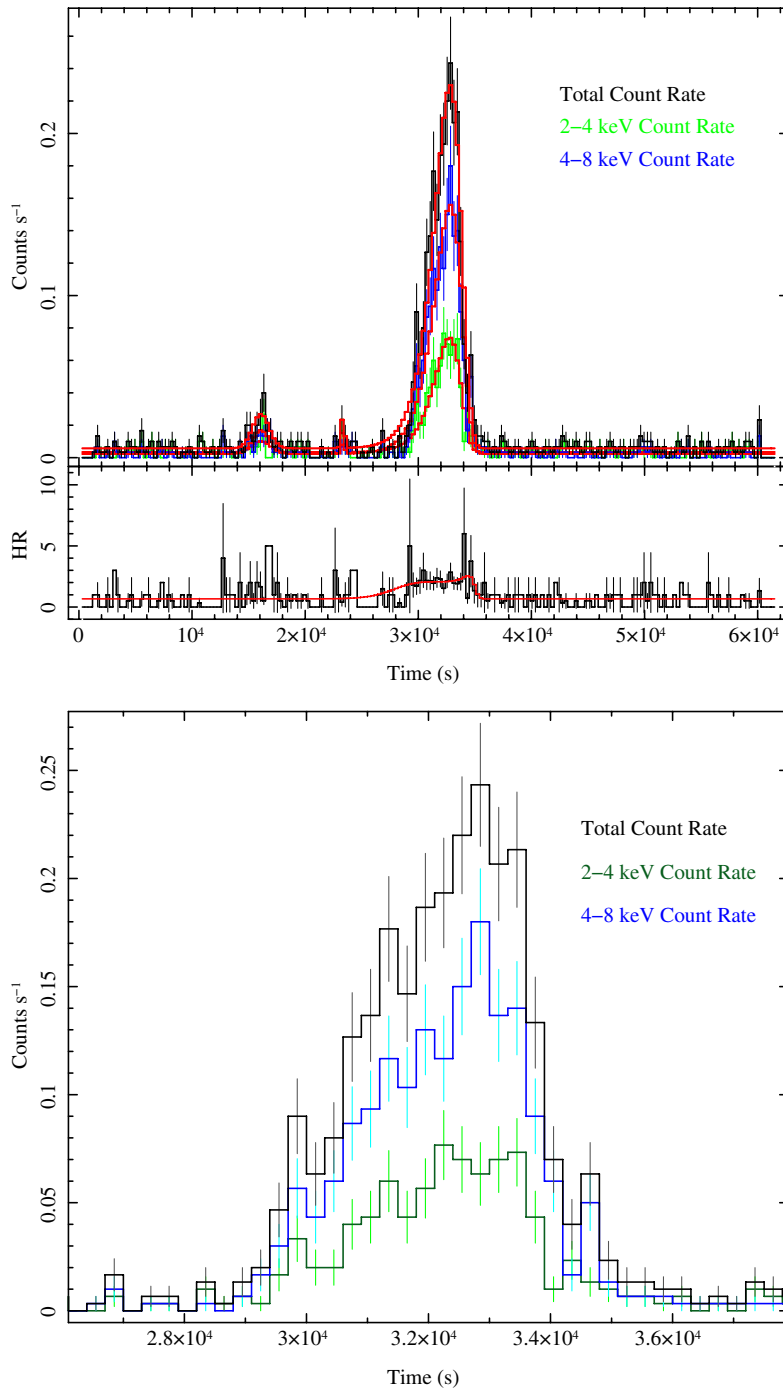 0.2
0.1
0
Counts s⁻¹
Total Count Rate
2−4 keV Count Rate
4−8 keV Count Rate
10
5
0
HR
0 10⁴ 2×10⁴ 3×10⁴ 4×10⁴ 5×10⁴ 6×10⁴
Time (s)
0.25
0.2
0.15
0.1
0.05
0
Counts s⁻¹
Total Count Rate
2−4 keV Count Rate
4−8 keV Count Rate
2.8×10⁴ 3×10⁴ 3.2×10⁴ 3.4×10⁴ 3.6×10⁴
Time (s)